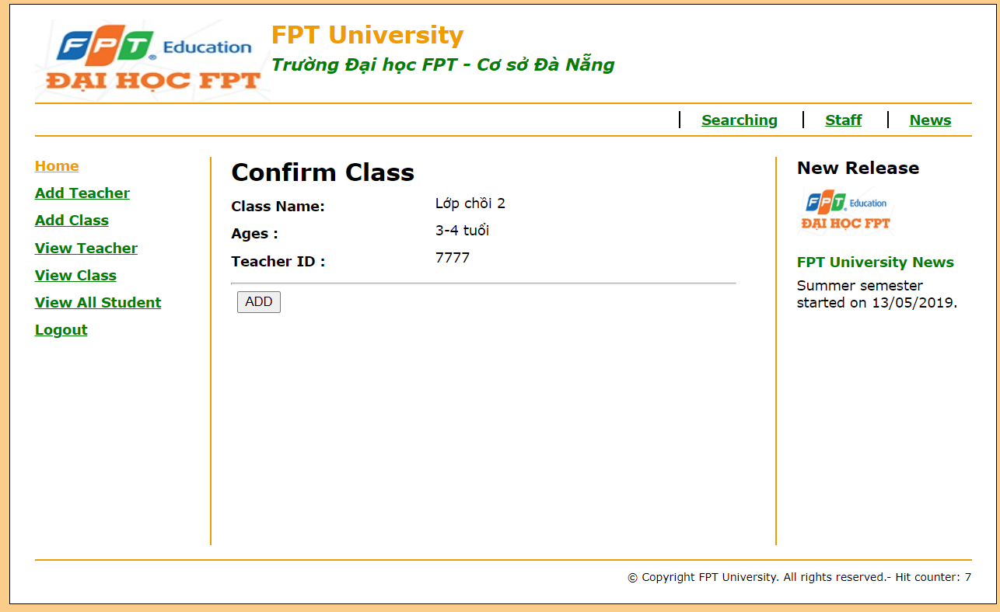 FPT Education
ĐẠI HỌC FPT
FPT University
Trường Đại học FPT - Cơ sở Đà Nẵng
Searching
Staff
News
Home
Add Teacher
Add Class
View Teacher
View Class
View All Student
Logout
Confirm Class
Class Name: Lớp chồi 2
Ages : 3-4 tuổi
Teacher ID : 7777
ADD
New Release
FPT Education
ĐẠI HỌC FPT
FPT University News
Summer semester
started on 13/05/2019.
© Copyright FPT University. All rights reserved.- Hit counter: 7